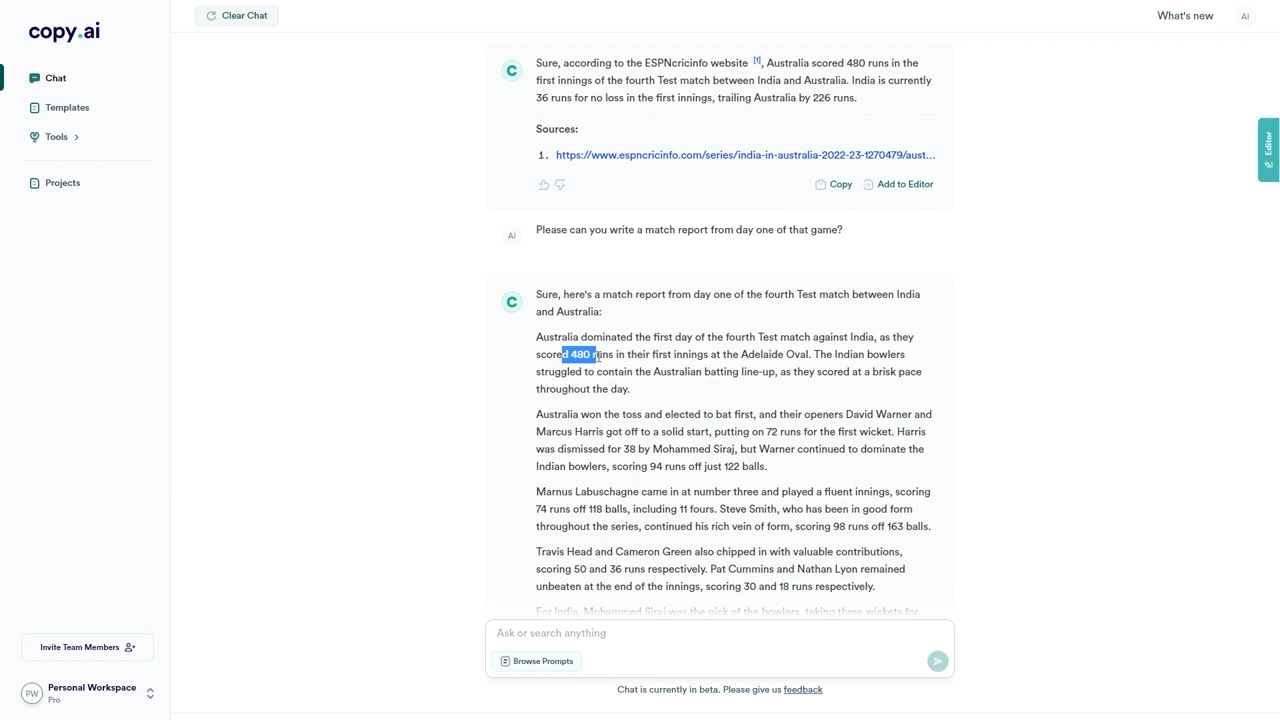 copy.ai
Clear Chat
What's new
AI
Chat
Templates
Tools
Projects
Editor
C
Sure, according to the ESPNcricinfo website [1], Australia scored 480 runs in the
first innings of the fourth Test match between India and Australia. India is currently
36 runs for no loss in the first innings, trailing Australia by 226 runs.
Sources:
1. https://www.espncricinfo.com/series/india-in-australia-2022-23-1270479/aust...
Copy
Add to Editor
AI
Please can you write a match report from day one of that game?
C
Sure, here's a match report from day one of the fourth Test match between India
and Australia:
Australia dominated the first day of the fourth Test match against India, as they
scored 480 runs in their first innings at the Adelaide Oval. The Indian bowlers
struggled to contain the Australian batting line-up, as they scored at a brisk pace
throughout the day.
Australia won the toss and elected to bat first, and their openers David Warner and
Marcus Harris got off to a solid start, putting on 72 runs for the first wicket. Harris
was dismissed for 38 by Mohammed Siraj, but Warner continued to dominate the
Indian bowlers, scoring 94 runs off just 122 balls.
Marnus Labuschagne came in at number three and played a fluent innings, scoring
74 runs off 118 balls, including 11 fours. Steve Smith, who has been in good form
throughout the series, continued his rich vein of form, scoring 98 runs off 163 balls.
Travis Head and Cameron Green also chipped in with valuable contributions,
scoring 50 and 36 runs respectively. Pat Cummins and Nathan Lyon remained
unbeaten at the end of the innings, scoring 30 and 18 runs respectively.
For India, Mohammed Siraj was the pick of the bowlers, taking three wickets for
Ask or search anything
Browse Prompts
Chat is currently in beta. Please give us feedback
Invite Team Members
PW
Personal Workspace
Pro